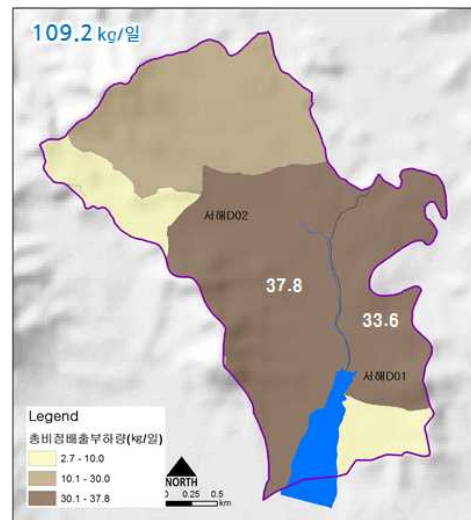 109.2 kg/일
서해D02
37.8
33.6
서해D01
Legend
총비점배출부하량(kg/일)
2.7 - 10.0
10.1 - 30.0
30.1 - 37.8
NORTH
0 0.25 0.5
km